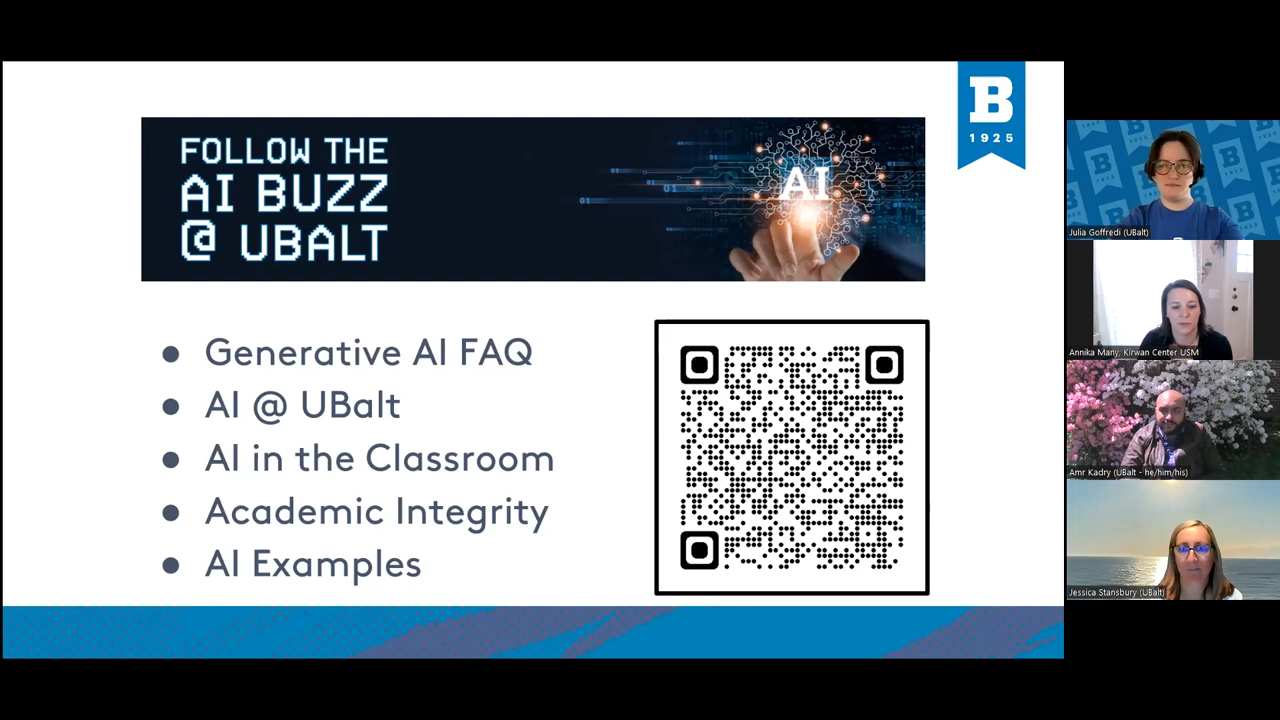 FOLLOW THE
AI BUZZ
@ UBALT
AI
B
1925
● Generative AI FAQ
● AI @ UBalt
● AI in the Classroom
● Academic Integrity
● AI Examples
Julia Goffredi (UBalt)
Annika Many, Kirwan Center USM
Amr Kadry (UBalt - he/him/his)
Jessica Stansbury (UBalt)